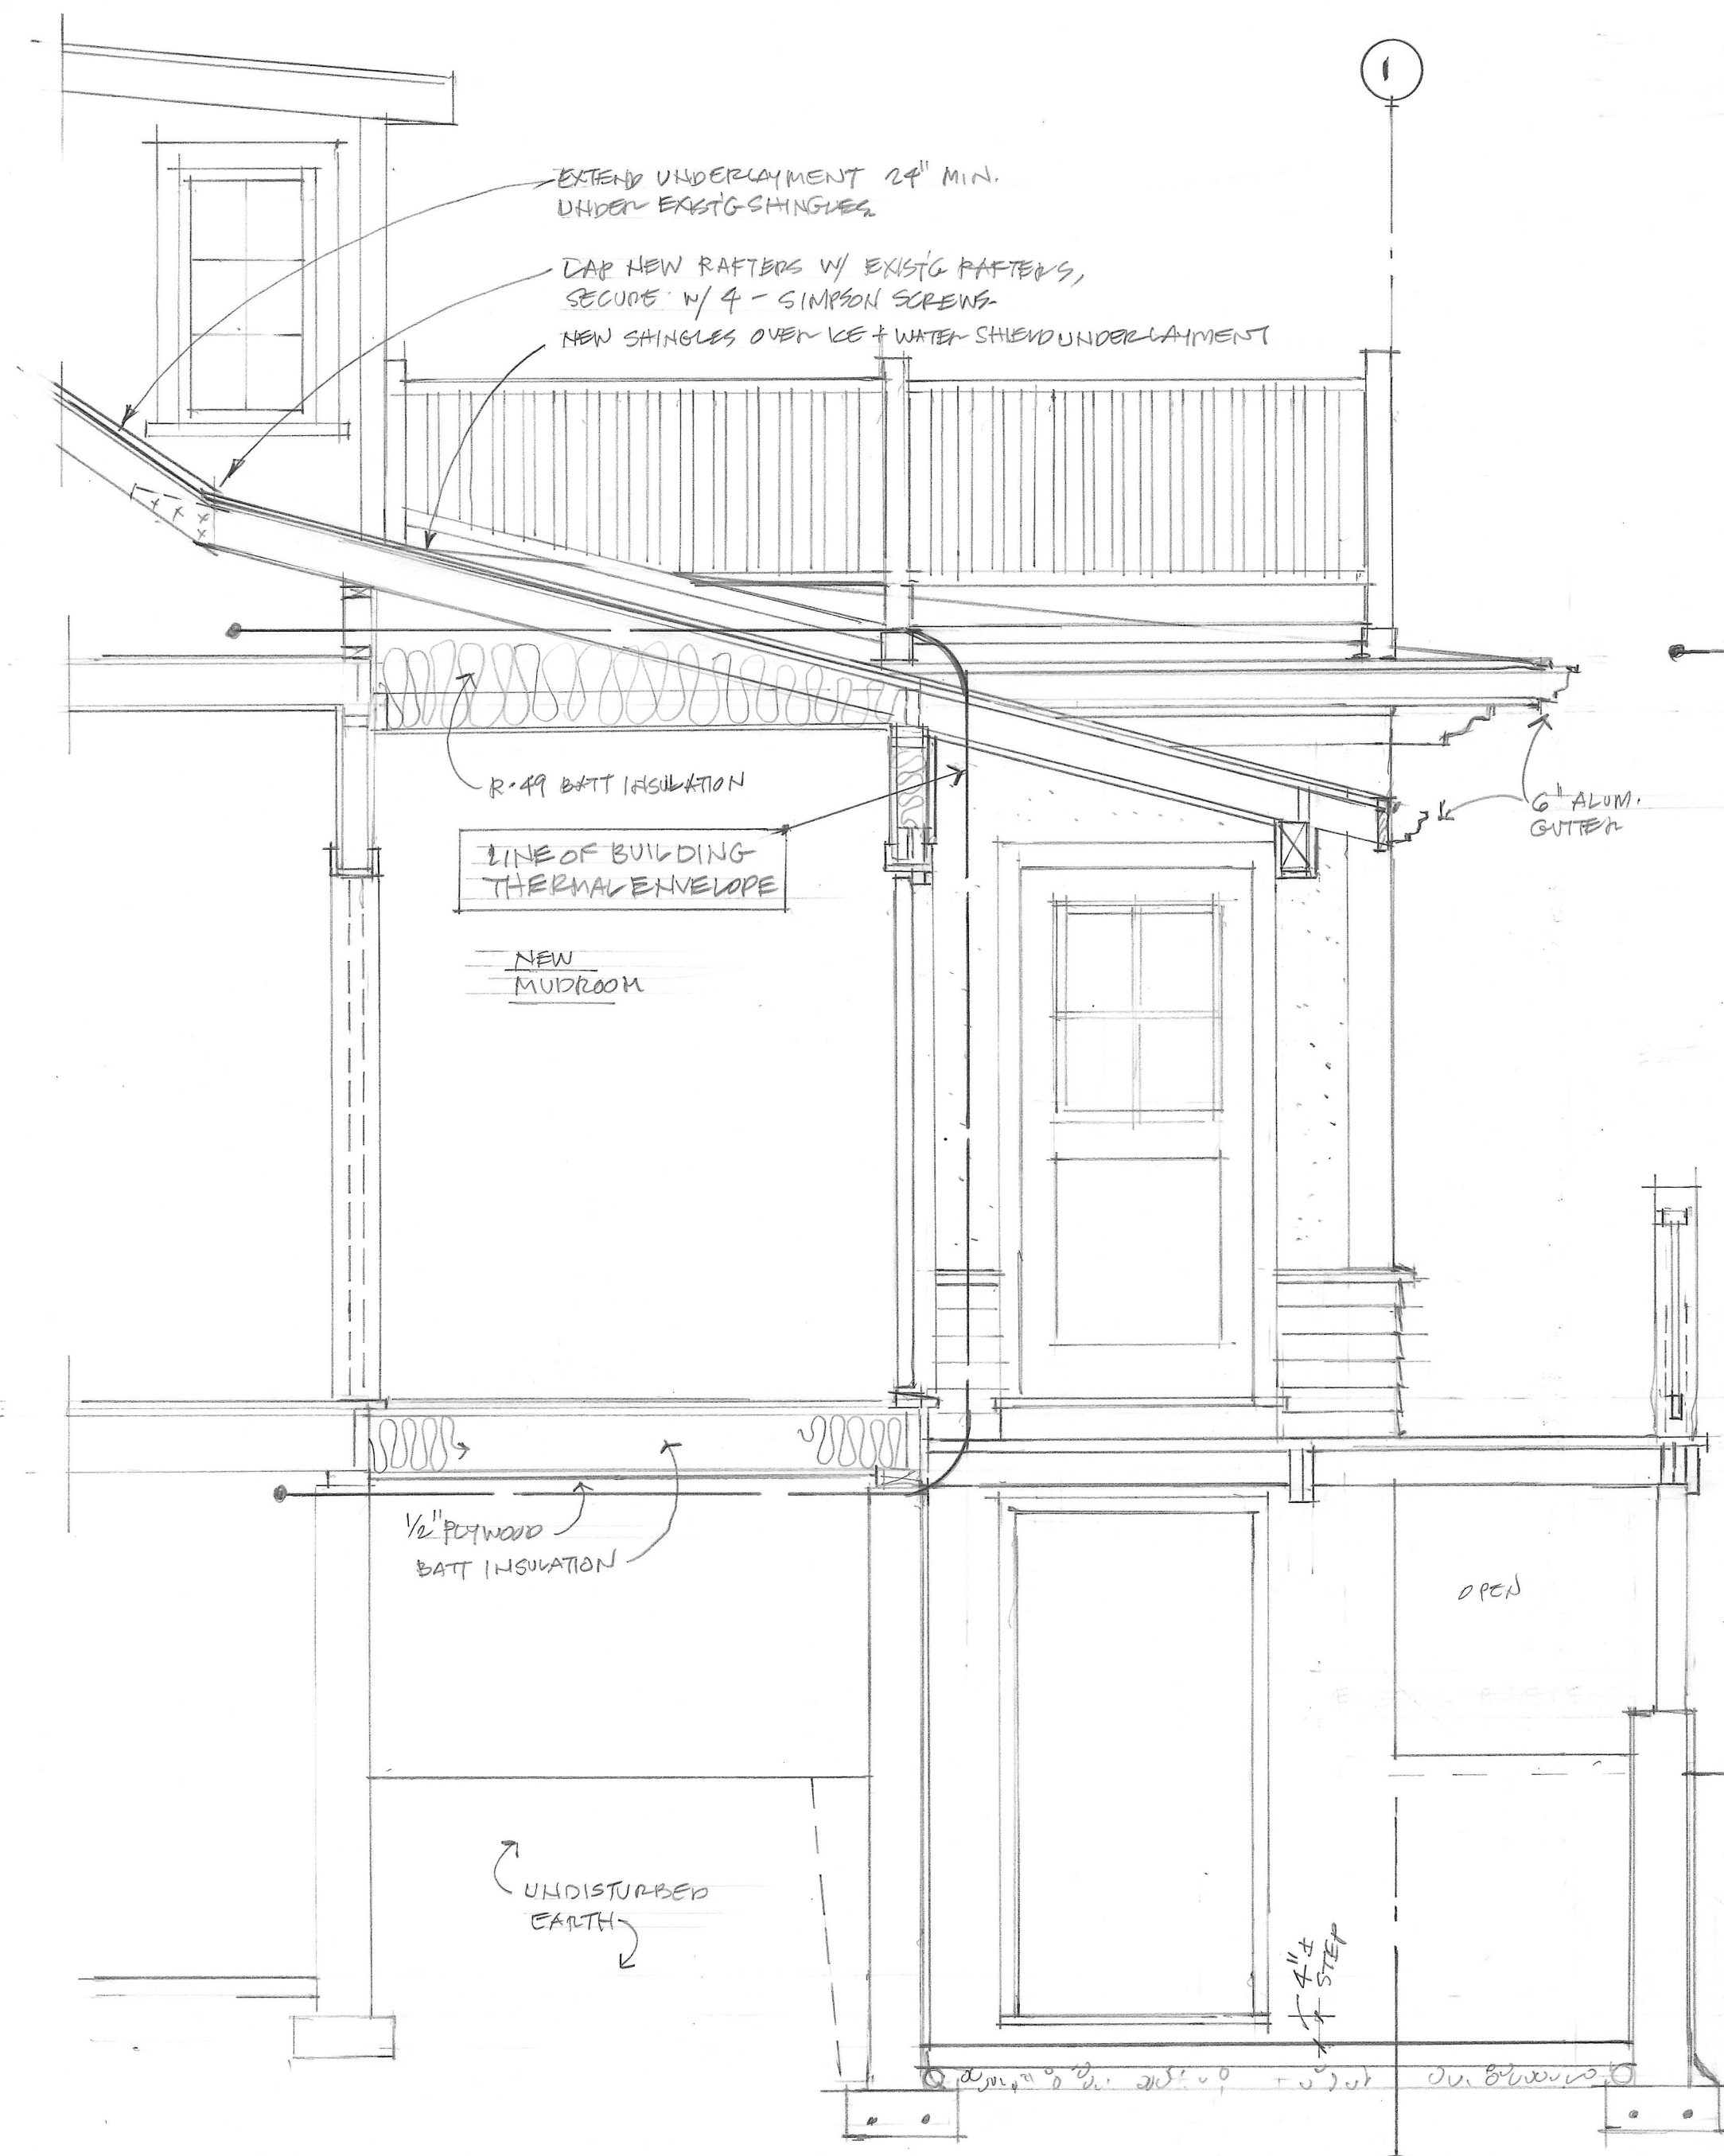 1
EXTEND UNDERLAYMENT 24" MIN.
UNDER EXIST'G SHINGLES
LAP NEW RAFTERS W/ EXIST'G RAFTERS,
SECURE W/ 4 - SIMPSON SCREWS
NEW SHINGLES OVER ICE + WATER SHIELD UNDERLAYMENT
R-49 BATT INSULATION
6" ALUM.
GUTTER
LINE OF BUILDING
THERMAL ENVELOPE
NEW
MUDROOM
1/2" PLYWOOD
BATT INSULATION
OPEN
UNDISTURBED
EARTH
4" ±
STEP